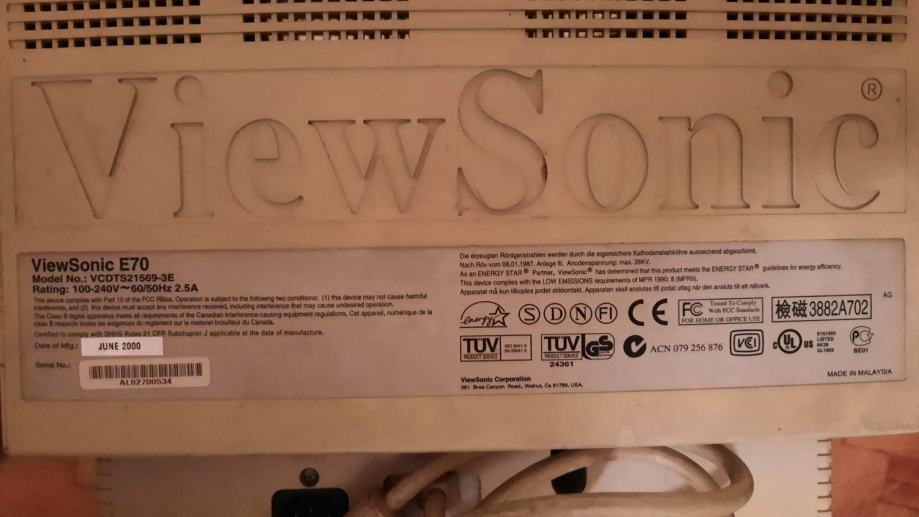 ViewSonic®
ViewSonic E70
Model No.: VCDTS21569-3E
Rating: 100-240V~60/50Hz 2.5A
This device complies with Part 15 of the FCC Rules. Operation is subject to the following two conditions: (1) this device may not cause harmful
interference, and (2) this device must accept any interference received, including interference that may cause undesired operation.
The Class B digital apparatus meets all requirements of the Canadian interference-causing equipment regulations. Cet appareil, numérique de la
class B respecte toutes les exigences du reglement sur le materiel brouilleur du Canada.
Certified to comply with DHHS Rules 21 CFR Subchapter J applicable at the date of manufacture.
Date of Mfg.: JUNE 2000
Serial No.:
AL02700534
Die erzeugten Röntgenstrahlen werden durch die eigensichere Kathodenstrahlröhre ausreichend abgeschirmt.
Nach Röv vom 08.01.1987. Anlage III. Anodenspannung: max. 26KV.
As an ENERGY STAR® Partner, ViewSonic® has determined that this product meets the ENERGY STAR® guidelines for energy efficiency.
This device complies with the LOW EMISSIONS requirements of MPR 1990: 8 (MPRII).
Apparatet må kun tilkoples jordet stikkontakt. Apparaten skall anslutas till jordat uttag när den ansluts till ett nätverk.
energy
S D N FI
CE
FC Tested To Comply
With FCC Standards
FOR HOME OR OFFICE USE
檢磁 3882A702
AG
TÜV
PRODUCT SERVICE
TÜV
PRODUCT SERVICE
GS
24361
ACN 079 256 876
VCI
c UL US
LISTED
UL1950
PC
BE01
ViewSonic Corporation
381 Brea Canyon Road., Walnut, Ca 91789, USA.
MADE IN MALAYSIA